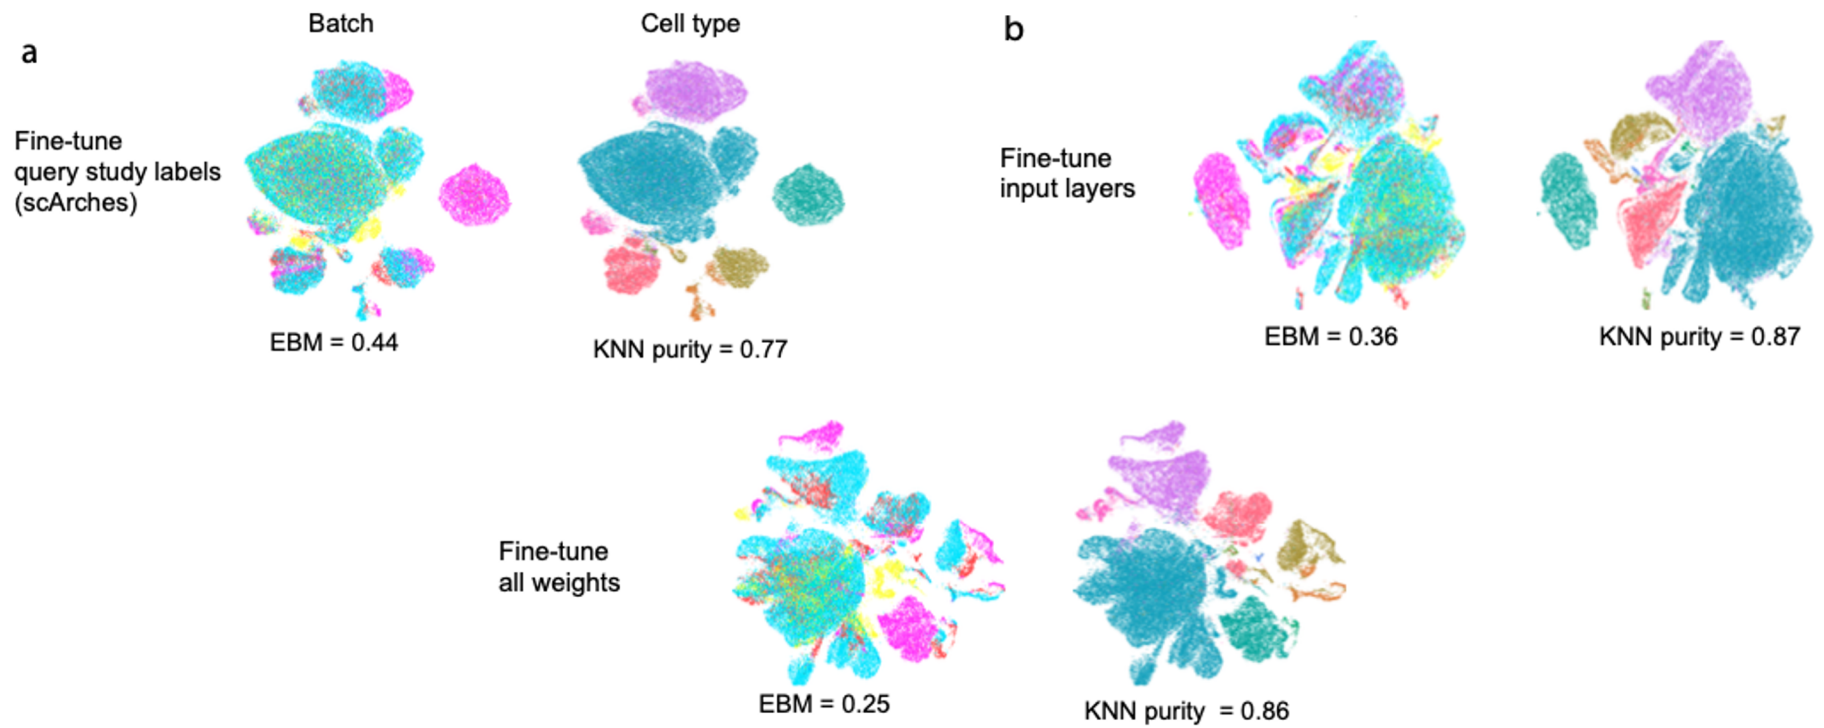 a
Batch
Cell type
Fine-tune
query study labels
(scArches)
EBM = 0.44
KNN purity = 0.77
b
Fine-tune
input layers
EBM = 0.36
KNN purity = 0.87
Fine-tune
all weights
EBM = 0.25
KNN purity = 0.86